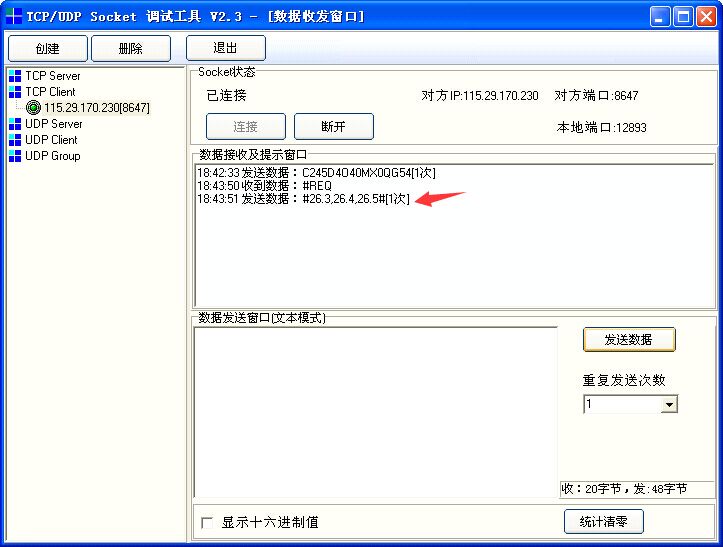 TCP/UDP Socket 调试工具 V2.3 - [数据收发窗口]
创建
删除
退出
TCP Server
TCP Client
115.29.170.230[8647]
UDP Server
UDP Client
UDP Group
Socket状态
已连接
对方IP:115.29.170.230
对方端口:8647
连接
断开
本地端口:12893
数据接收及提示窗口
18:42:33 发送数据：C245D4O40MX0QG54[1次]
18:43:50 收到数据：#REQ
18:43:51 发送数据：#26.3,26.4,26.5#[1次]
数据发送窗口(文本模式)
发送数据
重复发送次数
1
收：20字节，发:48字节
显示十六进制值
统计清零